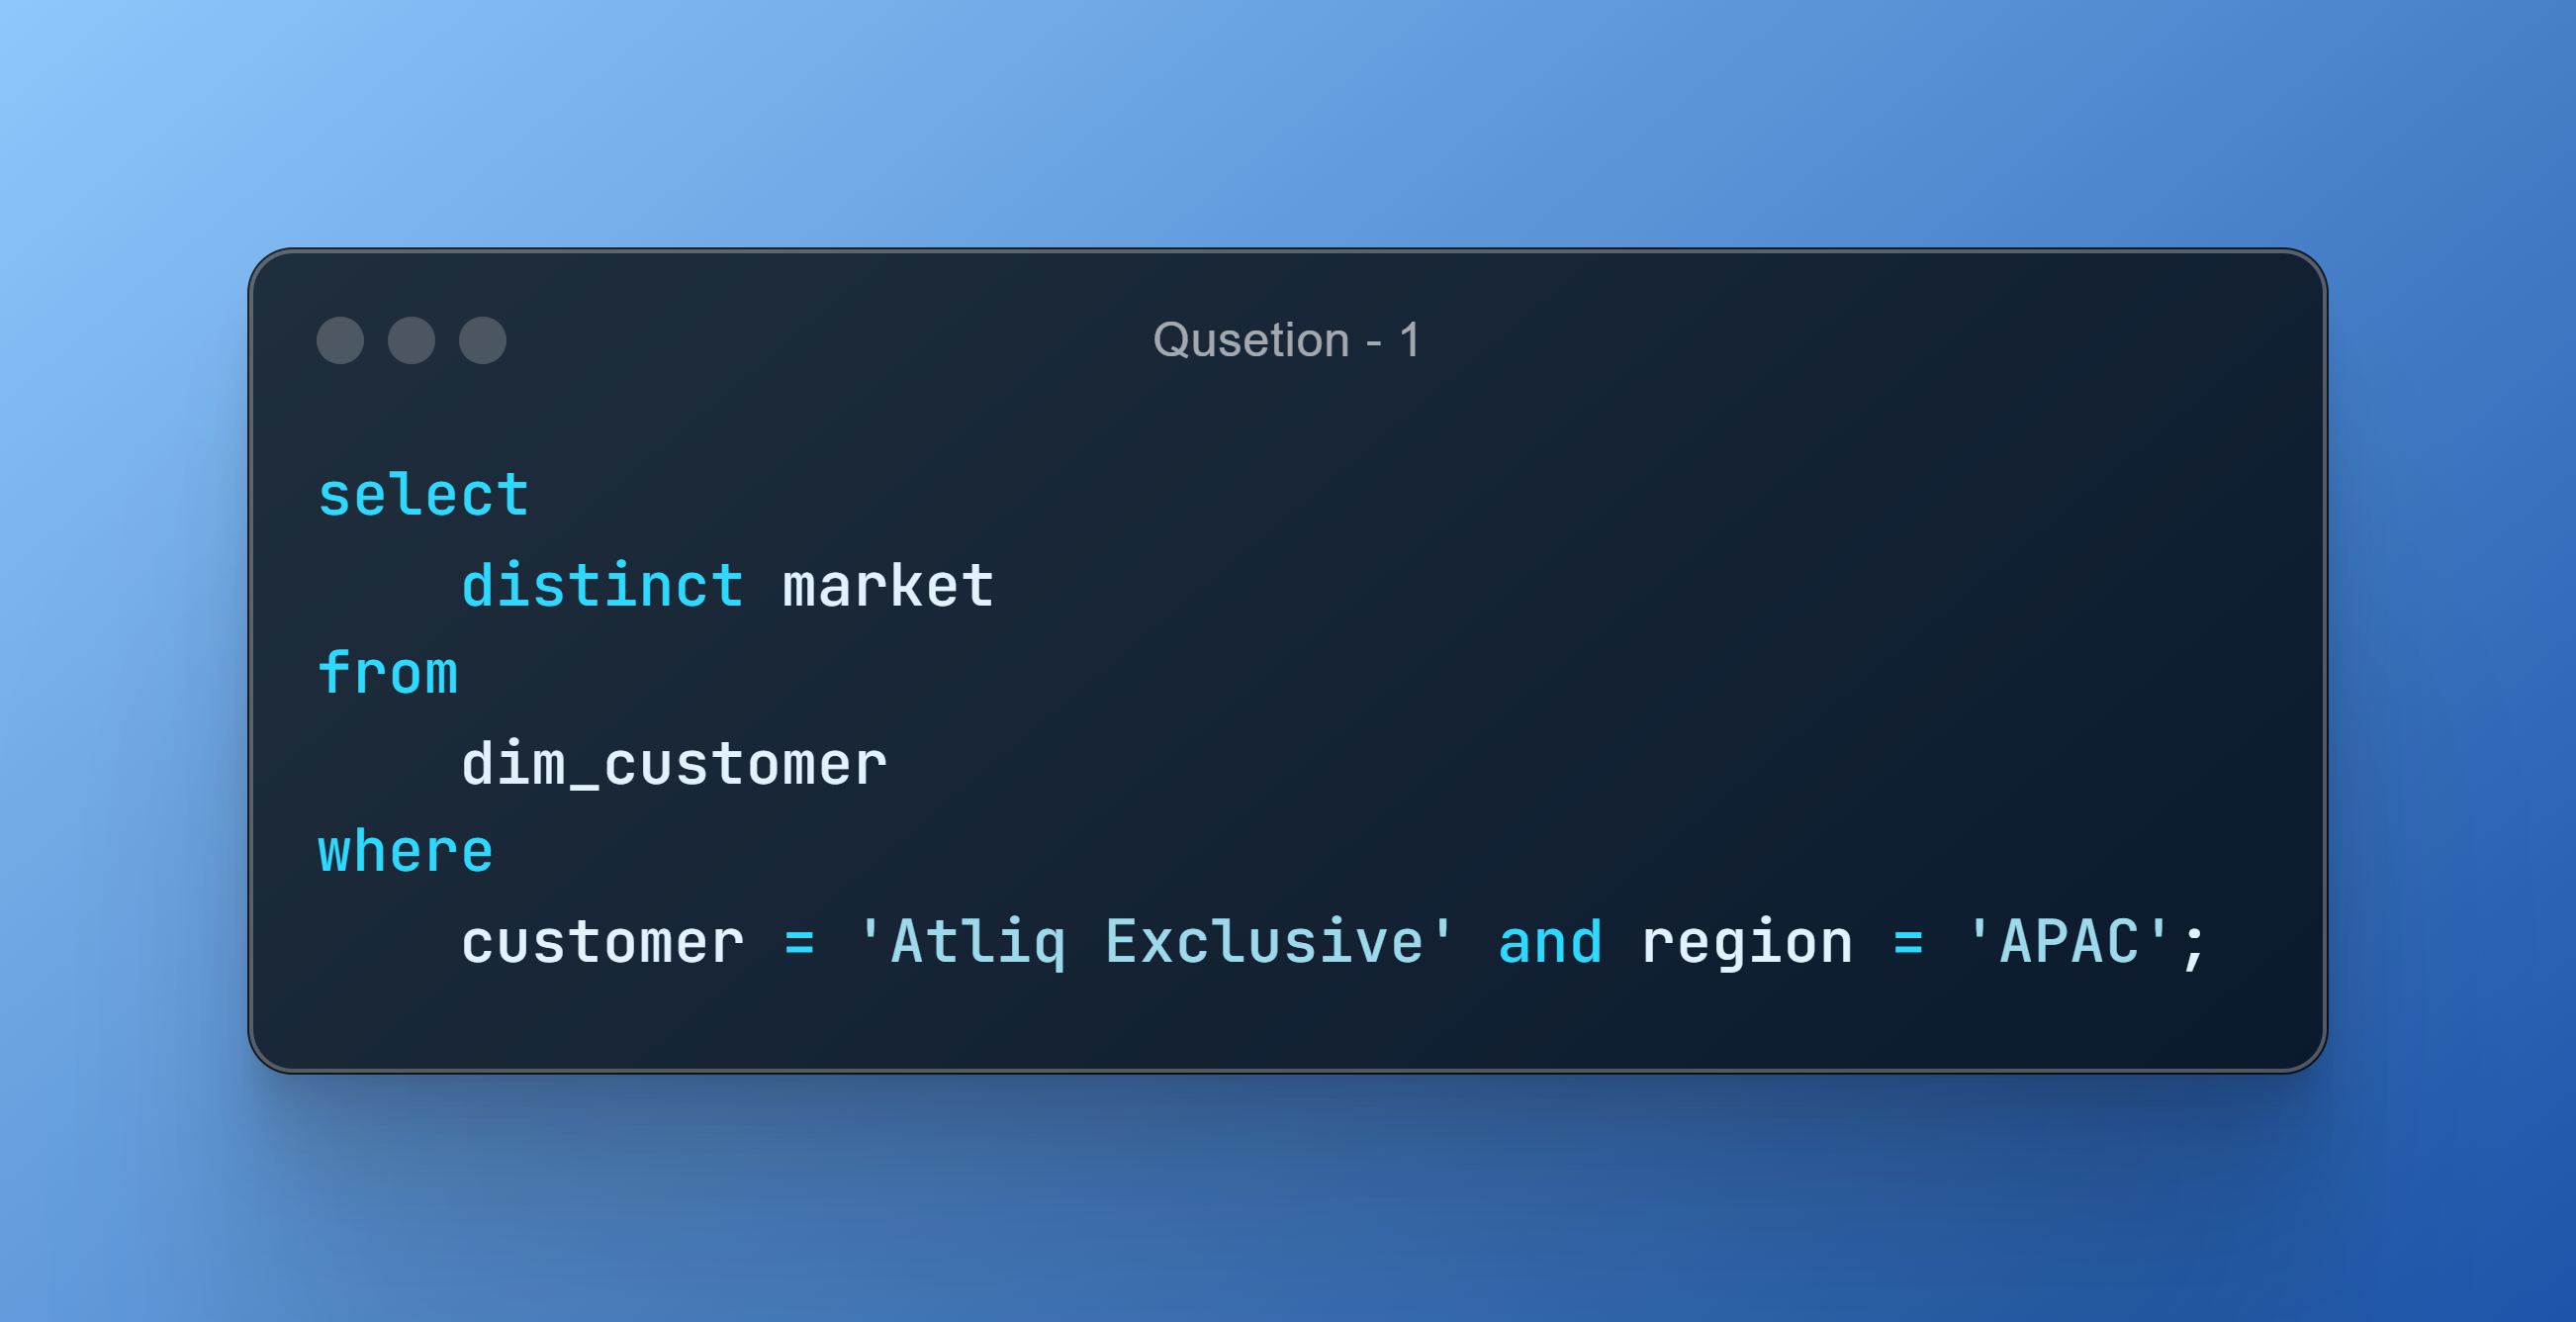 Qusetion - 1
select
    distinct market
from
    dim_customer
where
    customer = 'Atliq Exclusive' and region = 'APAC';